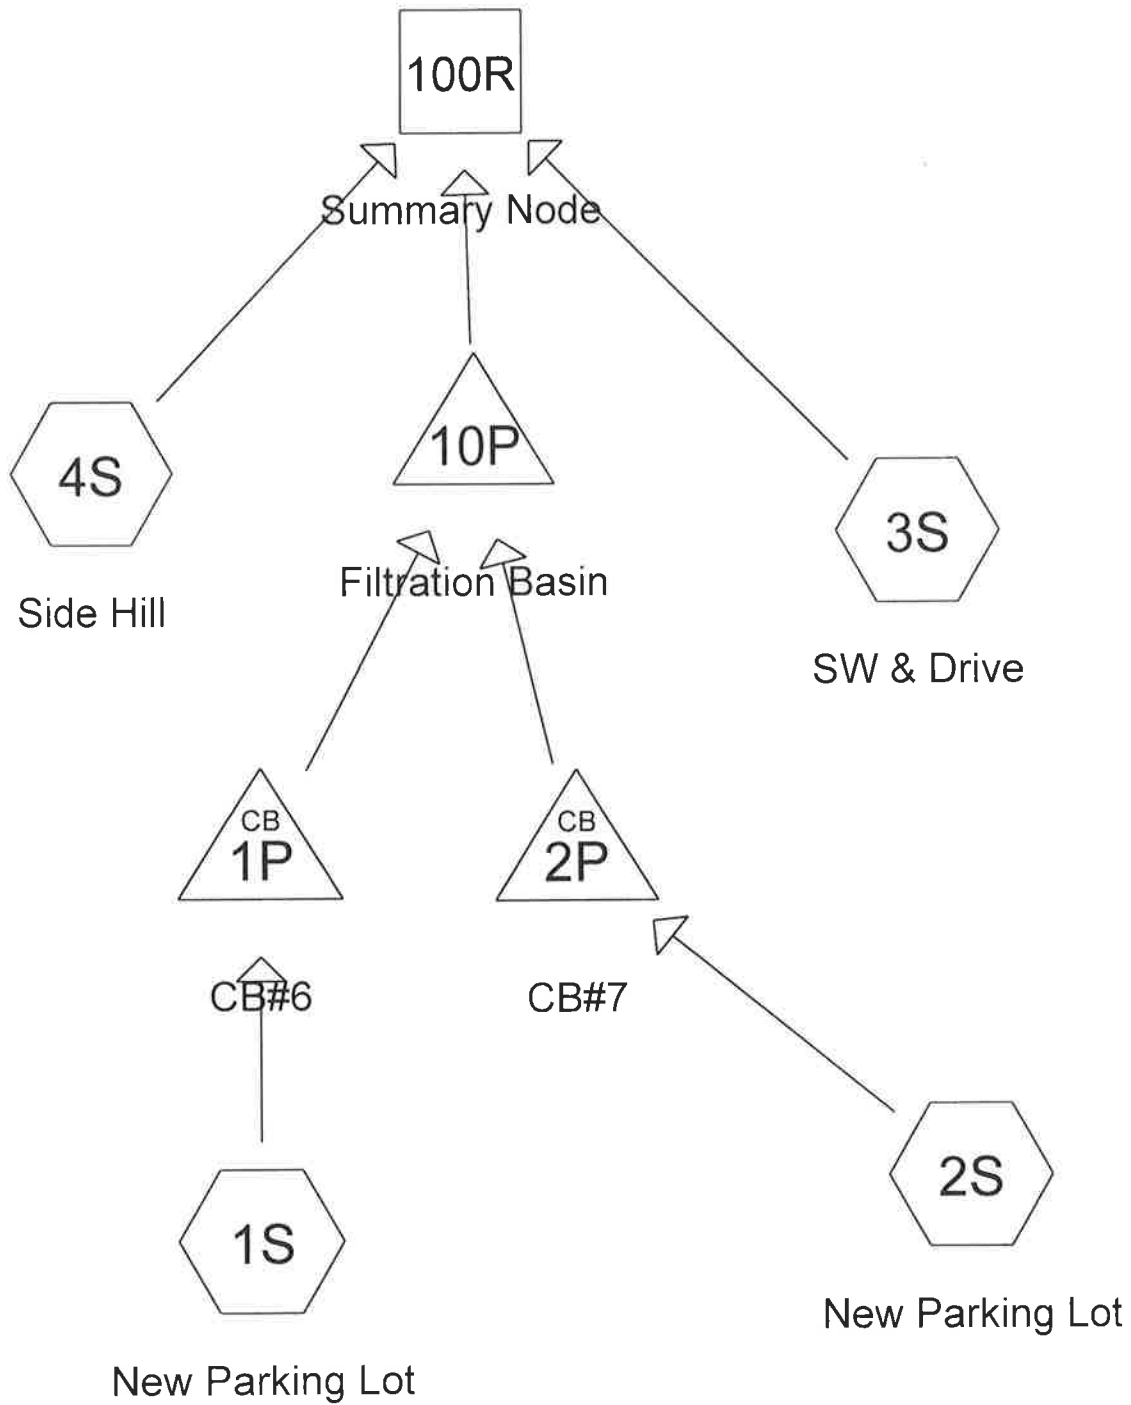 100R
Summary Node
4S
10P
3S
Side Hill
Filtration Basin
SW & Drive
CB
1P
CB
2P
CB#6
CB#7
1S
2S
New Parking Lot
New Parking Lot